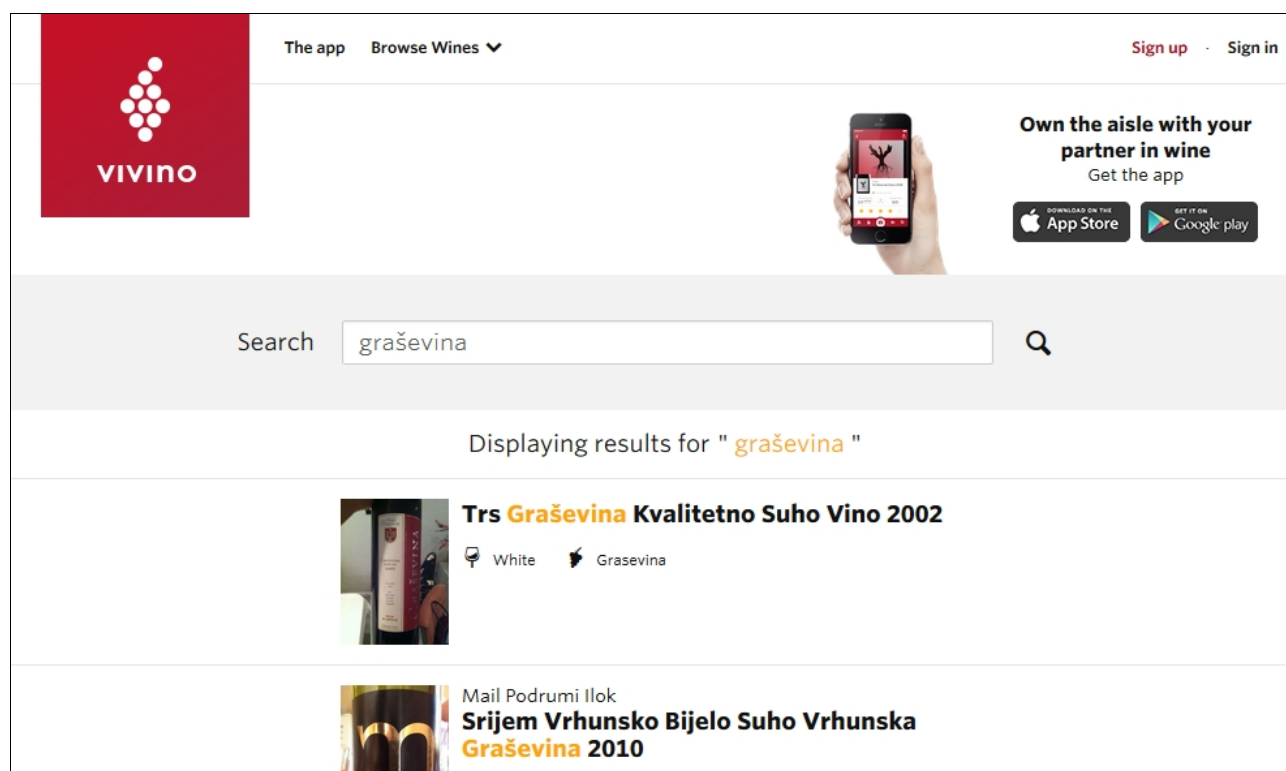 The app Browse Wines
Sign up · Sign in
vivino
Own the aisle with your
partner in wine
Get the app
DOWNLOAD ON THE
App Store
GET IT ON
Google play
Search graševina
Displaying results for " graševina "
Trs Graševina Kvalitetno Suho Vino 2002
White Grasevina
GRAŠEVINA
Mail Podrumi Ilok
Srijem Vrhunsko Bijelo Suho Vrhunska
Graševina 2010
m